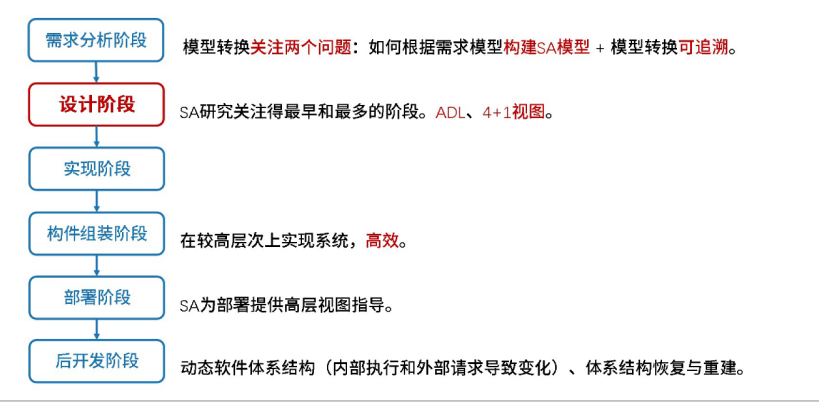 需求分析阶段
模型转换关注两个问题：如何根据需求模型构建SA模型 + 模型转换可追溯。
设计阶段
SA研究关注得最早和最多的阶段。ADL、4+1视图。
实现阶段
构件组装阶段
在较高层次上实现系统，高效。
部署阶段
SA为部署提供高层视图指导。
后开发阶段
动态软件体系结构（内部执行和外部请求导致变化）、体系结构恢复与重建。